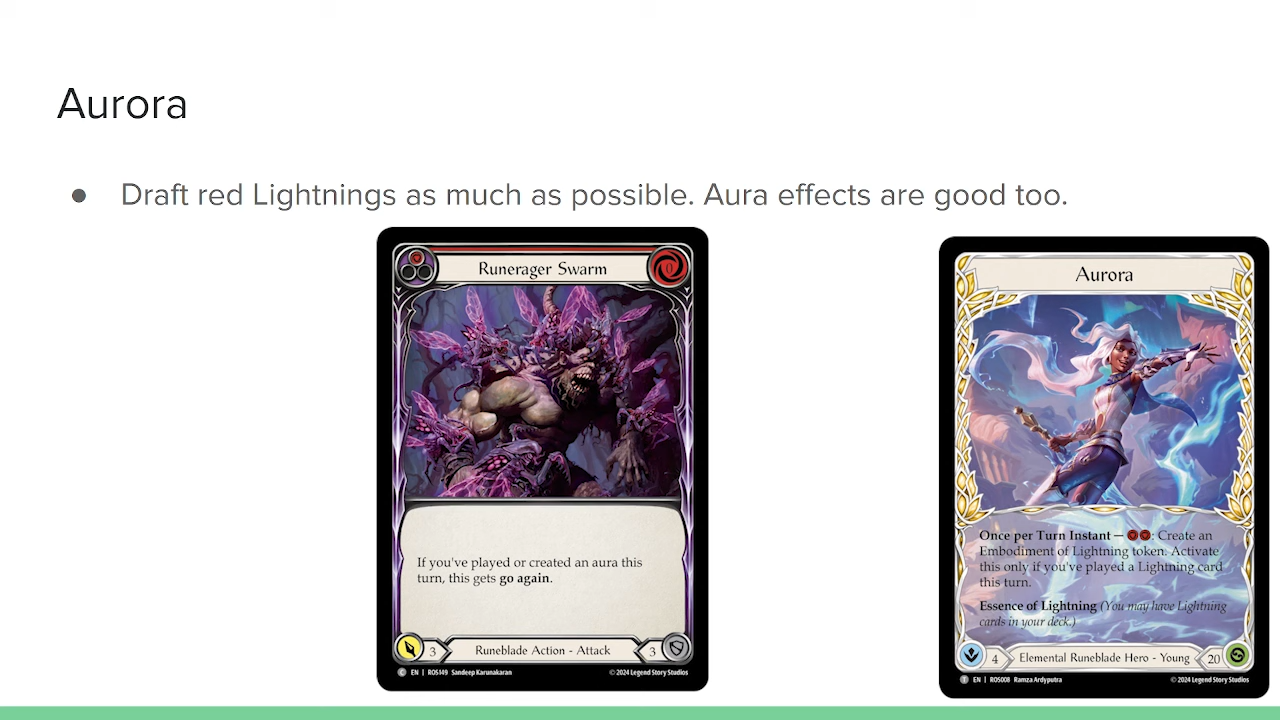 Aurora
● Draft red Lightnings as much as possible. Aura effects are good too.
Runerager Swarm
0
If you've played or created an aura this
turn, this gets go again.
3
Runeblade Action - Attack
3
C EN | ROS149 Sandeep Karunakaran
© 2024 Legend Story Studios
Aurora
Once per Turn Instant — : Create an
Embodiment of Lightning token. Activate
this only if you've played a Lightning card
this turn.
Essence of Lightning (You may have Lightning
cards in your deck.)
4
Elemental Runeblade Hero - Young
20
T EN | ROS008 Ramza Ardyputra
© 2024 Legend Story Studios